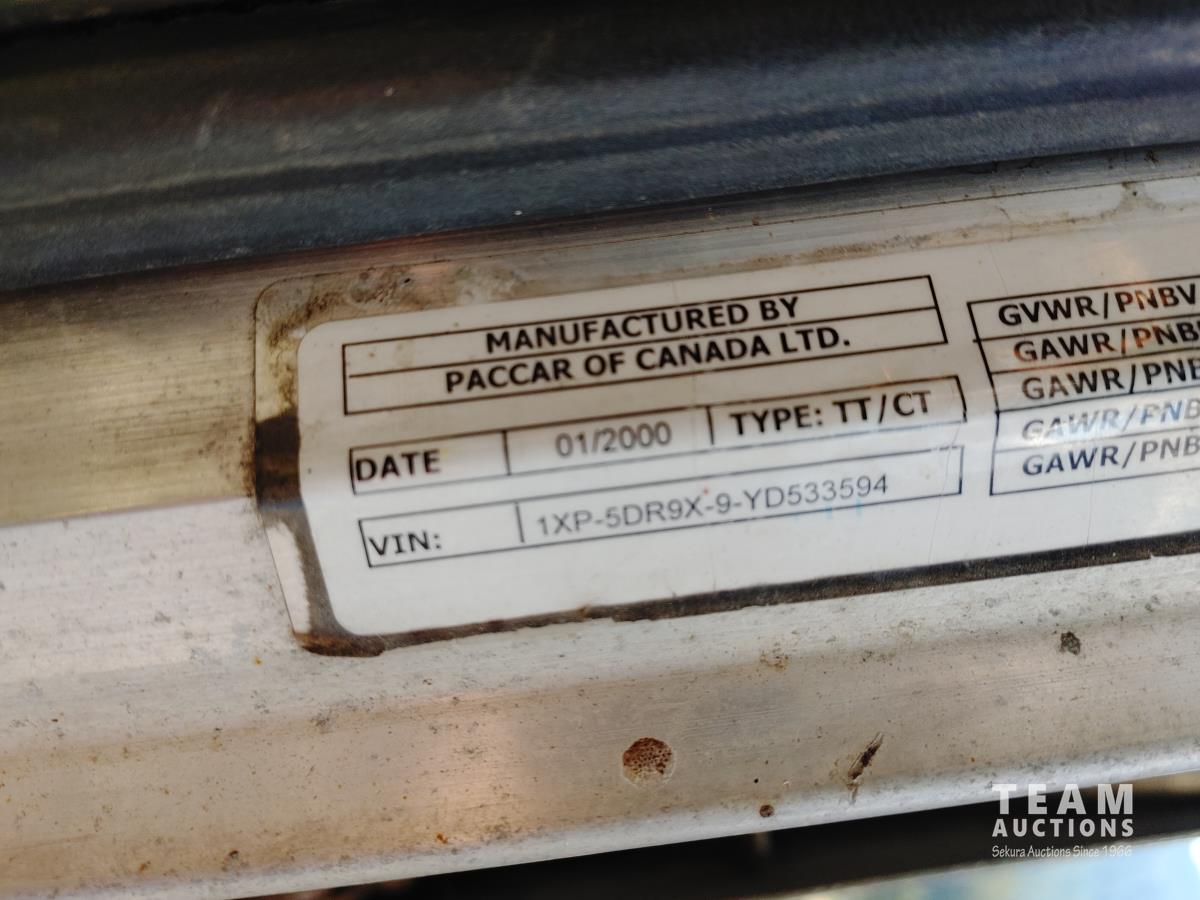 MANUFACTURED BY
PACCAR OF CANADA LTD.
DATE 01/2000 TYPE: TT/CT
VIN: 1XP-5DR9X-9-YD533594
GVWR/PNBV
GAWR/PNB
GAWR/PNB
GAWR/PNB
GAWR/PNB
TEAM
AUCTIONS
Sekura Auctions Since 1966